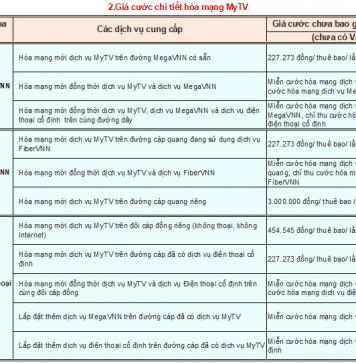 2.Giá cước chi tiết hòa mạng MyTV
Các dịch vụ cung cấp
Giá cước chưa bao g
(chưa có V
Hòa mạng mới dịch vụ MyTV trên đường MegaVNN có sẵn
227.273 đồng/ thuê bao/ lầ
NN
Hòa mạng mới đồng thời dịch vụ MyTV và dịch vụ MegaVNN
Miễn cước hòa mạng dịch v
cước hòa mạng dịch vụ Me
Hòa mạng mới đồng thời dịch vụ MyTV; dịch vụ MegaVNN và dịch vụ điện
thoại cố định trên cùng đường dây
Miễn cước hòa mạng dịch v
MegaVNN, chỉ thu cước hò
điện thoại cố định
Hòa mạng mới dịch vụ MyTV trên đường cáp quang đang sử dụng dịch vụ
FiberVNN
227.273 đồng/ thuê bao/ lầ
NN
Hòa mạng mới đồng thời dịch vụ MyTV và dịch vụ FiberVNN
Miễn cước hòa mạng dịch v
quang, chỉ thu cước hòa m
FiberVNN
Hòa mạng mới dịch vụ MyTV trên đường cáp quang riêng
3.000.000 đồng/ thuê bao /
Hòa mạng mới dịch vụ MyTV trên đôi cáp đồng riêng (không thoại, không
Internet)
454.545 đồng/ thuê bao/ lầ
Hòa mạng mới dịch vụ MyTV trên đường cáp đã có dịch vụ điện thoại cố
định
227.273 đồng/ thuê bao/ lầ
oại
Hòa mạng mới đồng thời dịch vụ MyTV và dịch vụ Điện thoại cố định trên
cùng đôi cáp đồng
Miễn cước hòa mạng dịch v
cước hòa mạng dịch vụ điệ
Lắp đặt thêm dịch vụ MegaVNN trên đường cáp đã có dịch vụ MyTV
Miễn cước hòa mạng dịch v
Lắp đặt thêm dịch vụ điện thoại cố định trên đường cáp đã có dịch vụ MyTV
Miễn cước hòa mạng dịch v
định